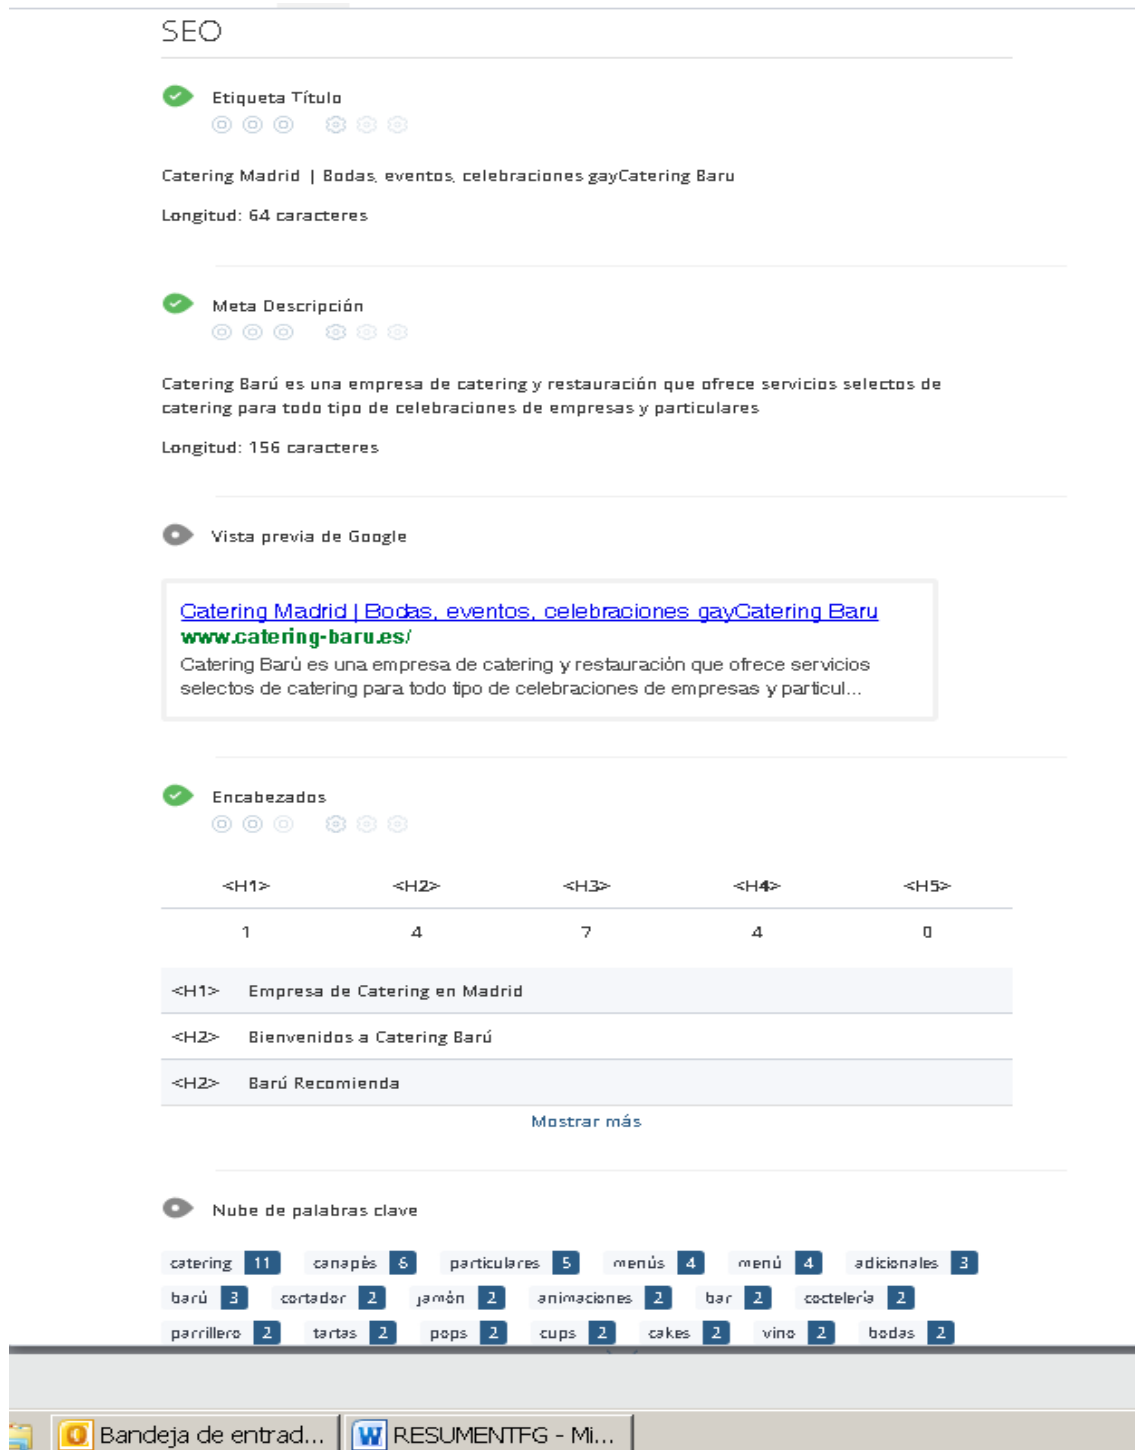 SEO
Etiqueta Título
Catering Madrid | Bodas, eventos, celebraciones gayCatering Baru
Longitud: 64 caracteres
Meta Descripción
Catering Barú es una empresa de catering y restauración que ofrece servicios selectos de
catering para todo tipo de celebraciones de empresas y particulares
Longitud: 156 caracteres
Vista previa de Google
Catering Madrid | Bodas, eventos, celebraciones gayCatering Baru
www.catering-baru.es/
Catering Barú es una empresa de catering y restauración que ofrece servicios
selectos de catering para todo tipo de celebraciones de empresas y particul...
Encabezados
<H1> <H2> <H3> <H4> <H5>
1 4 7 4 0
<H1> Empresa de Catering en Madrid
<H2> Bienvenidos a Catering Barú
<H2> Barú Recomienda
Mostrar más
Nube de palabras clave
catering 11 canapés 6 particulares 5 menús 4 menú 4 adicionales 3
barú 3 cortador 2 jamón 2 animaciones 2 bar 2 coctelería 2
parrillero 2 tartas 2 pops 2 cups 2 cakes 2 vino 2 bodas 2
Bandeja de entrad... RESUMENTFG - Mi...